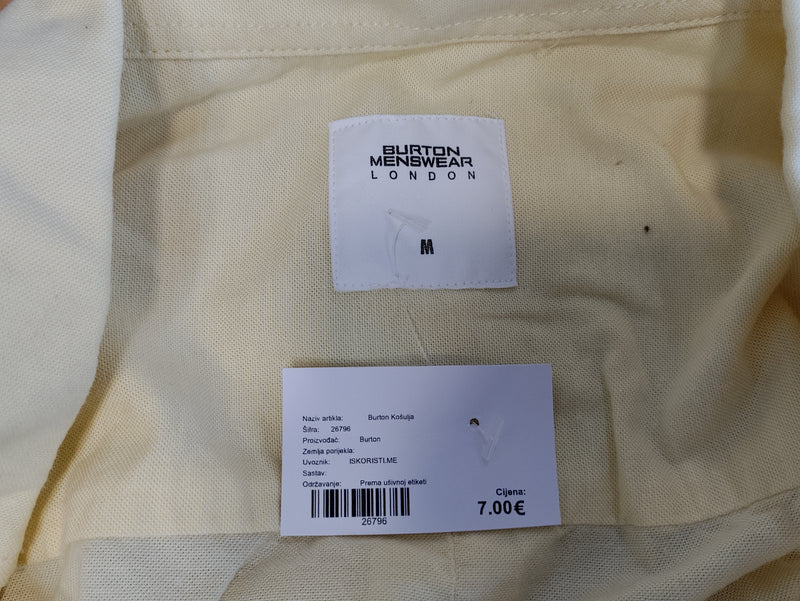 BURTON
MENSWEAR
LONDON
M
Naziv artikla: Burton Košulja
Šifra: 26796
Proizvođač: Burton
Zemlja porijekla:
Uvoznik: ISKORISTI.ME
Sastav:
Održavanje: Prema ušivnoj etiketi
26796
Cijena:
7.00€